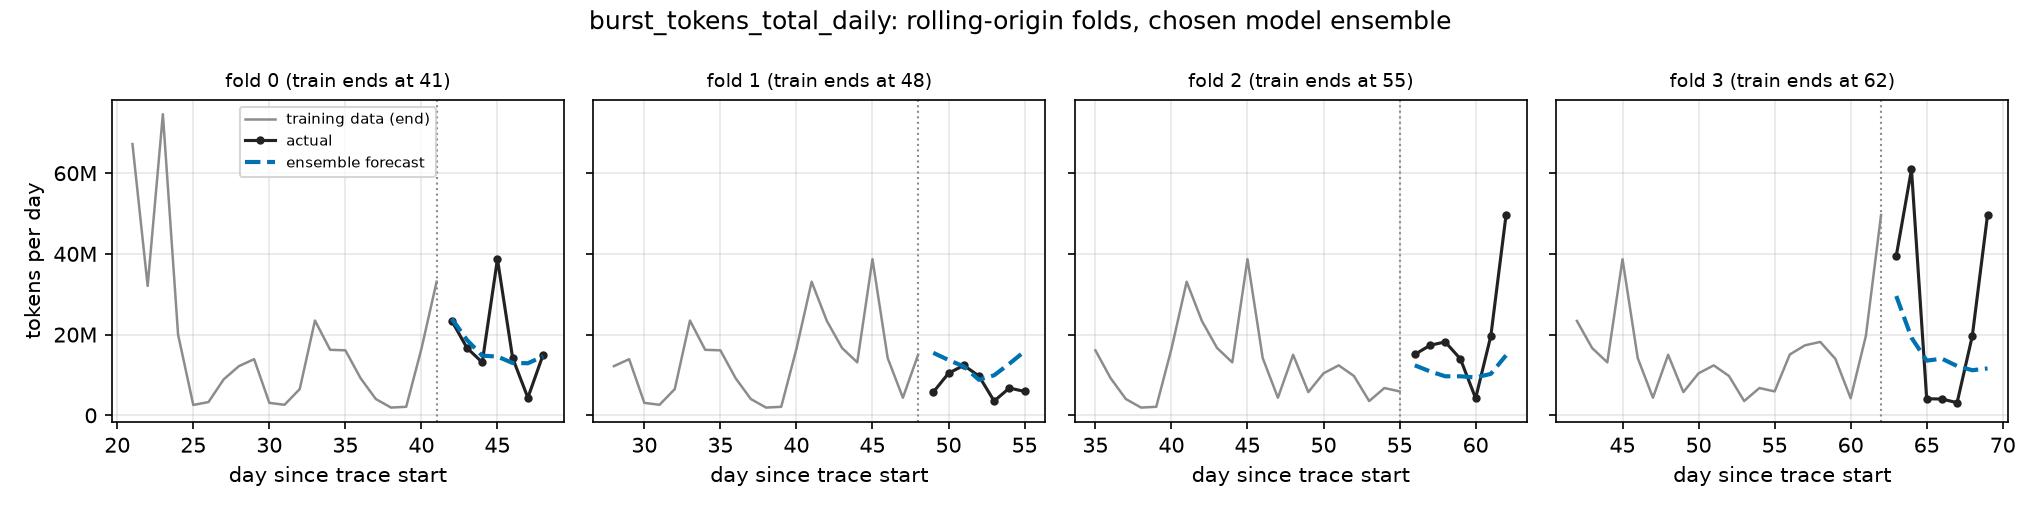 burst_tokens_total_daily: rolling-origin folds, chosen model ensemble
fold 0 (train ends at 41)
fold 1 (train ends at 48)
fold 2 (train ends at 55)
fold 3 (train ends at 62)
training data (end)
actual
ensemble forecast
tokens per day
60M
40M
20M
0
20 25 30 35 40 45
30 35 40 45 50 55
35 40 45 50 55 60
45 50 55 60 65 70
day since trace start
day since trace start
day since trace start
day since trace start